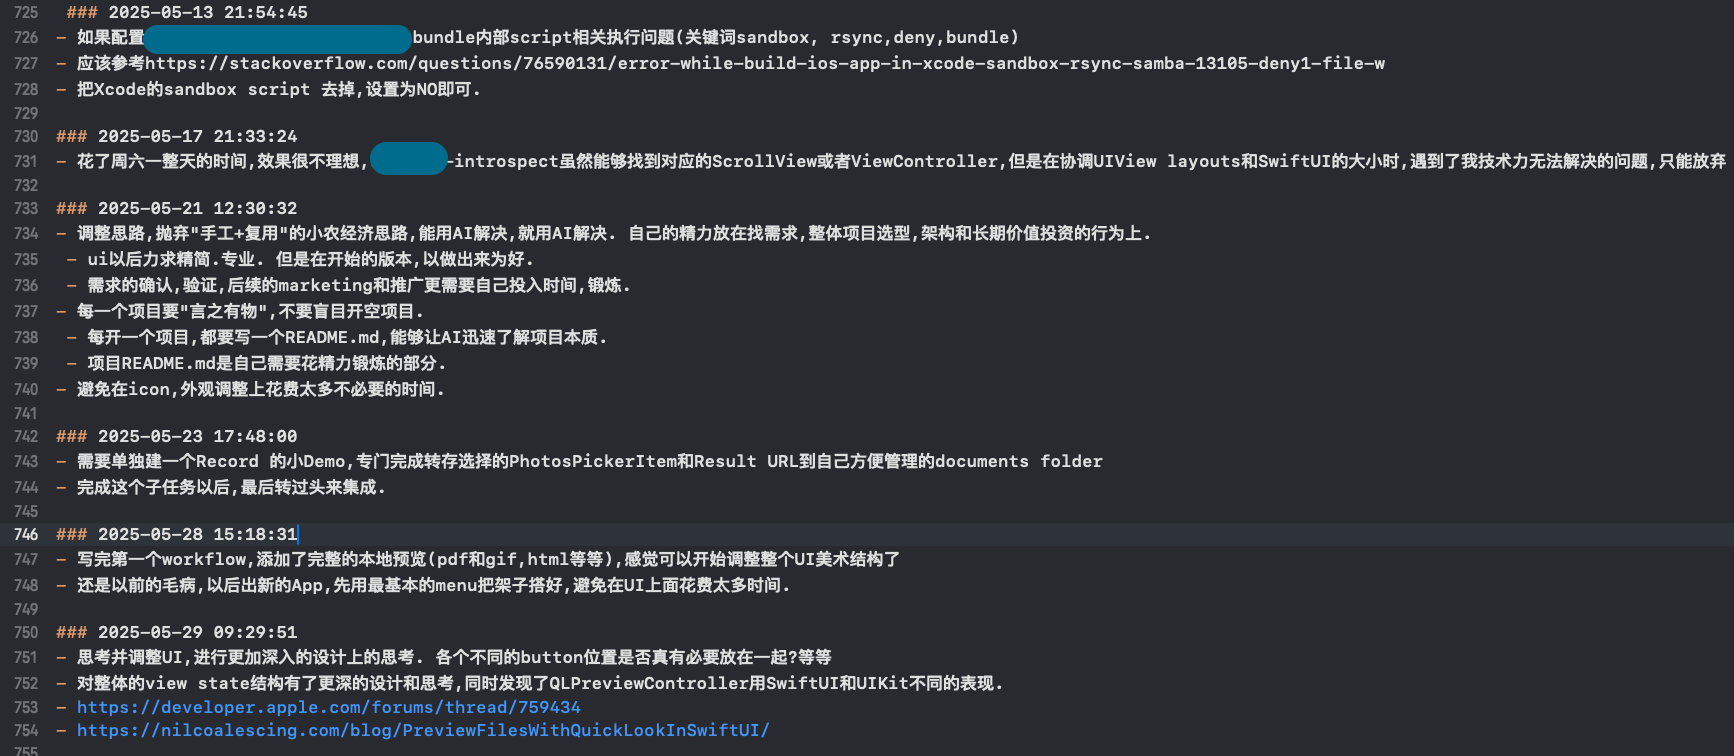 725 ### 2025-05-13 21:54:45
726 - 如果配置 bundle内部script相关执行问题(关键词sandbox, rsync,deny,bundle)
727 - 应该参考https://stackoverflow.com/questions/76590131/error-while-build-ios-app-in-xcode-sandbox-rsync-samba-13105-deny1-file-w
728 - 把Xcode的sandbox script 去掉,设置为NO即可.
729
730 ### 2025-05-17 21:33:24
731 - 花了周六一整天的时间,效果很不理想, -introspect虽然能够找到对应的ScrollView或者ViewController,但是在协调UIView layouts和SwiftUI的大小时,遇到了我技术力无法解决的问题,只能放弃
732
733 ### 2025-05-21 12:30:32
734 - 调整思路,抛弃"手工+复用"的小农经济思路,能用AI解决,就用AI解决. 自己的精力放在找需求,整体项目选型,架构和长期价值投资的行为上.
735 - ui以后力求精简.专业. 但是在开始的版本,以做出来为好.
736 - 需求的确认,验证,后续的marketing和推广更需要自己投入时间,锻炼.
737 - 每一个项目要"言之有物",不要盲目开空项目.
738 - 每开一个项目,都要写一个README.md,能够让AI迅速了解项目本质.
739 - 项目README.md是自己需要花精力锻炼的部分.
740 - 避免在icon,外观调整上花费太多不必要的时间.
741
742 ### 2025-05-23 17:48:00
743 - 需要单独建一个Record 的小Demo,专门完成转存选择的PhotosPickerItem和Result URL到自己方便管理的documents folder
744 - 完成这个子任务以后,最后转过头来集成.
745
746 ### 2025-05-28 15:18:31
747 - 写完第一个workflow,添加了完整的本地预览(pdf和gif,html等等),感觉可以开始调整整个UI美术结构了
748 - 还是以前的毛病,以后出新的App,先用最基本的menu把架子搭好,避免在UI上面花费太多时间.
749
750 ### 2025-05-29 09:29:51
751 - 思考并调整UI,进行更加深入的设计上的思考. 各个不同的button位置是否真有必要放在一起?等等
752 - 对整体的view state结构有了更深的设计和思考,同时发现了QLPreviewController用SwiftUI和UIKit不同的表现.
753 - https://developer.apple.com/forums/thread/759434
754 - https://nilcoalescing.com/blog/PreviewFilesWithQuickLookInSwiftUI/
755